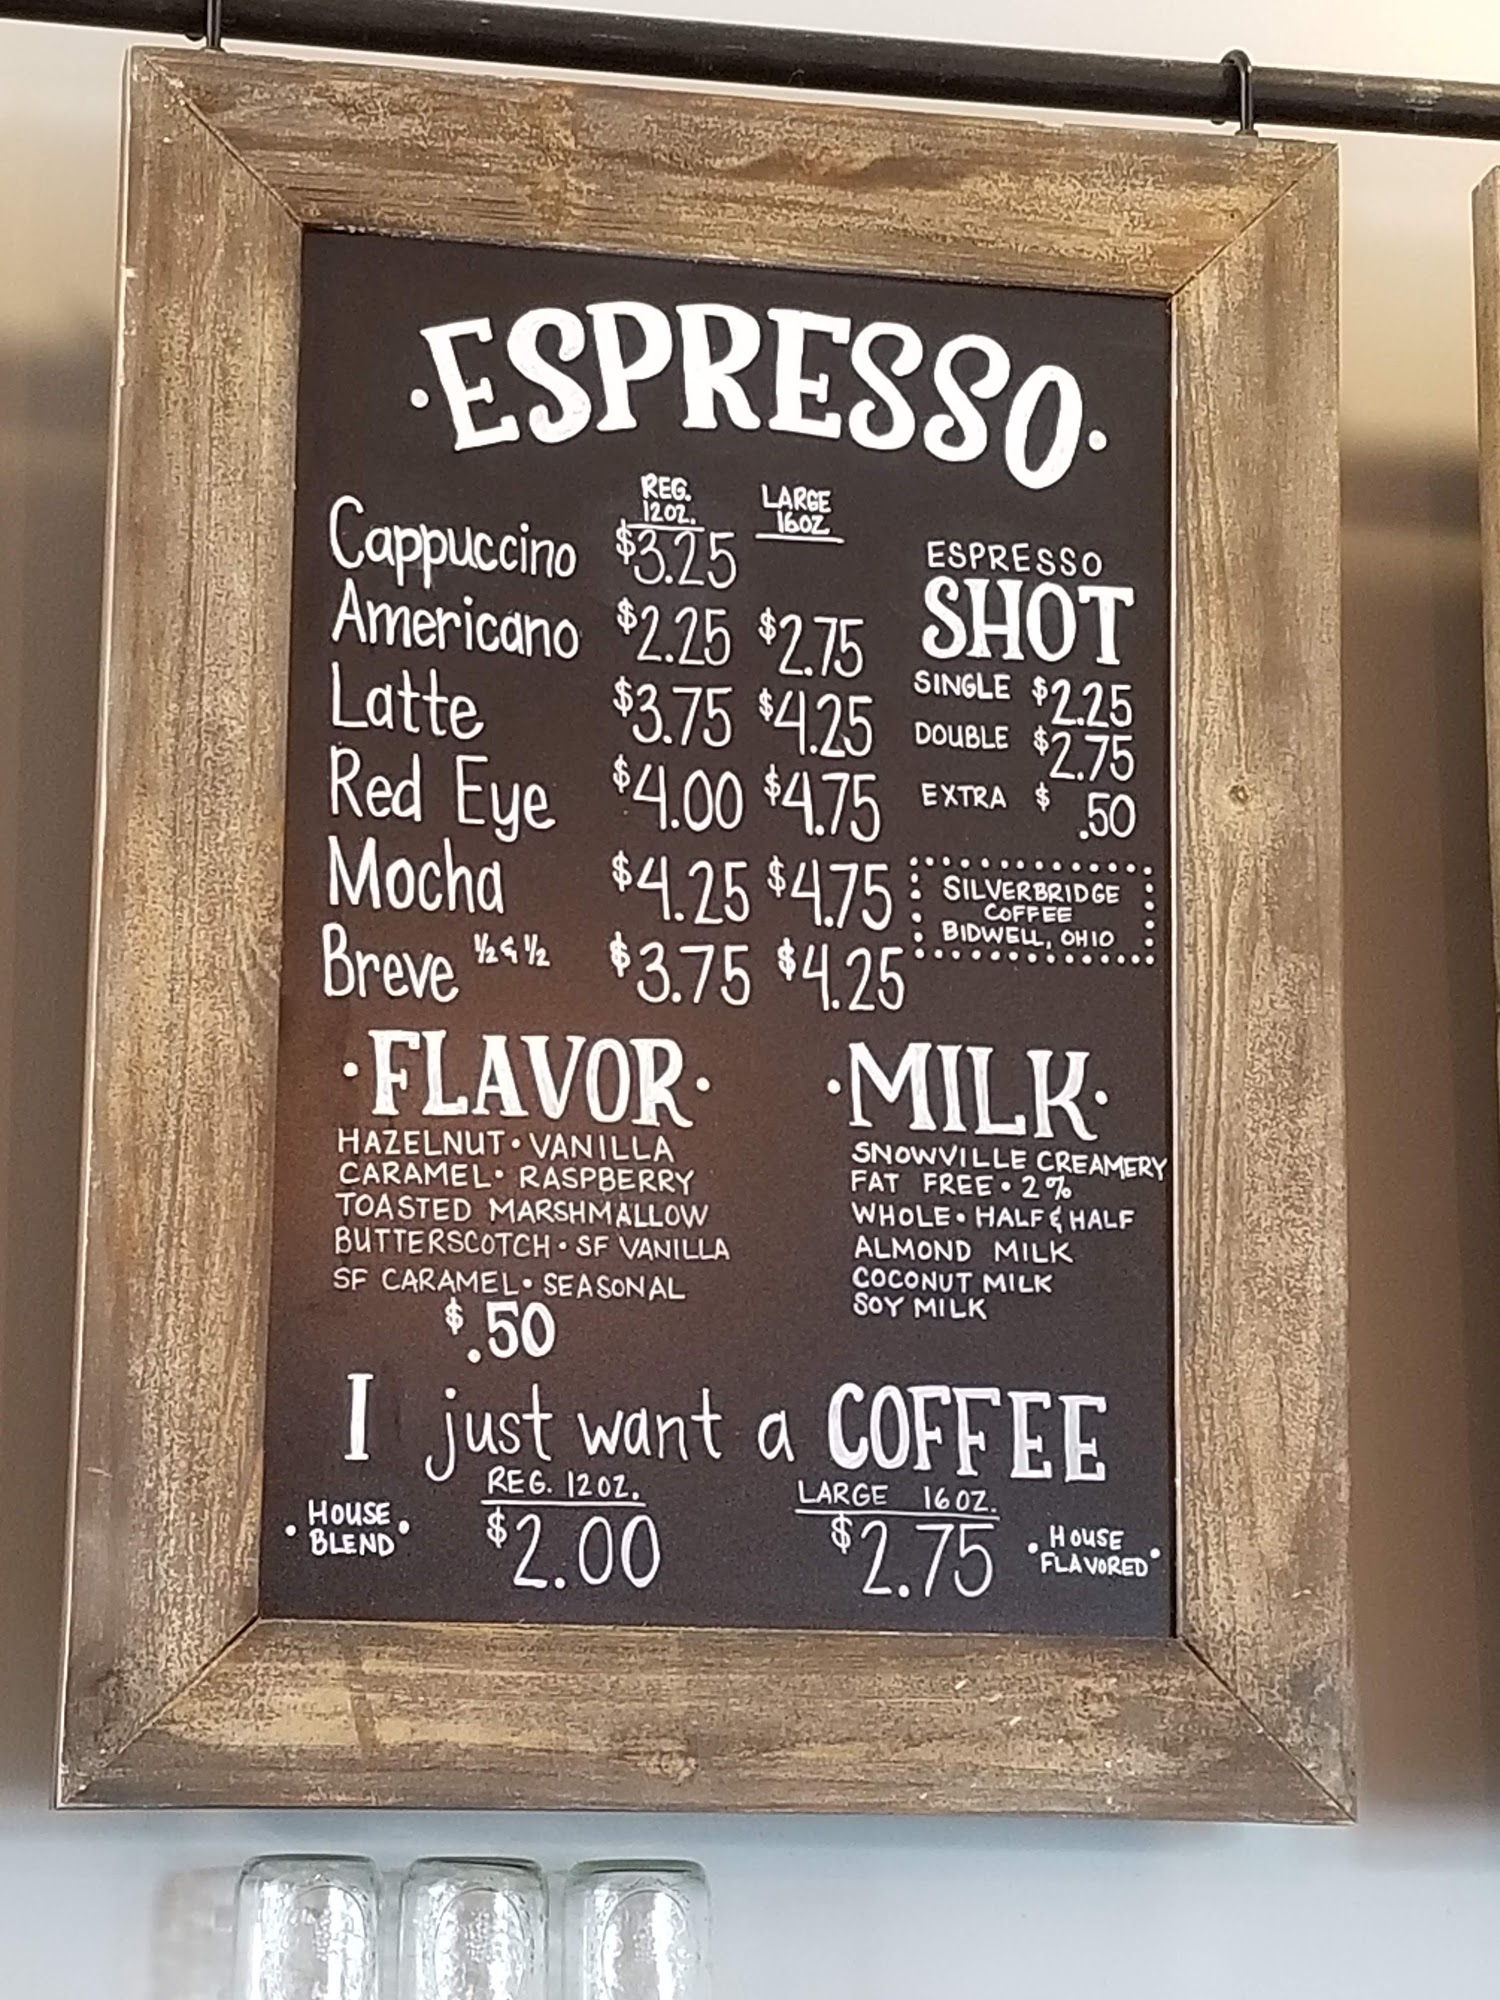 ·ESPRESSO·
REG. 12OZ. LARGE 16OZ
Cappuccino $3.25
Americano $2.25 $2.75
Latte $3.75 $4.25
Red Eye $4.00 $4.75
Mocha $4.25 $4.75
Breve ½ & ½ $3.75 $4.25
ESPRESSO
SHOT
SINGLE $2.25
DOUBLE $2.75
EXTRA $ .50
SILVERBRIDGE
COFFEE
BIDWELL, OHIO
·FLAVOR·
HAZELNUT · VANILLA
CARAMEL · RASPBERRY
TOASTED MARSHMALLOW
BUTTERSCOTCH · SF VANILLA
SF CARAMEL · SEASONAL
$.50
·MILK·
SNOWVILLE CREAMERY
FAT FREE · 2%
WHOLE · HALF & HALF
ALMOND MILK
COCONUT MILK
SOY MILK
I just want a COFFEE
REG. 12OZ. LARGE 16OZ.
· HOUSE BLEND · $2.00 $2.75 · HOUSE FLAVORED ·